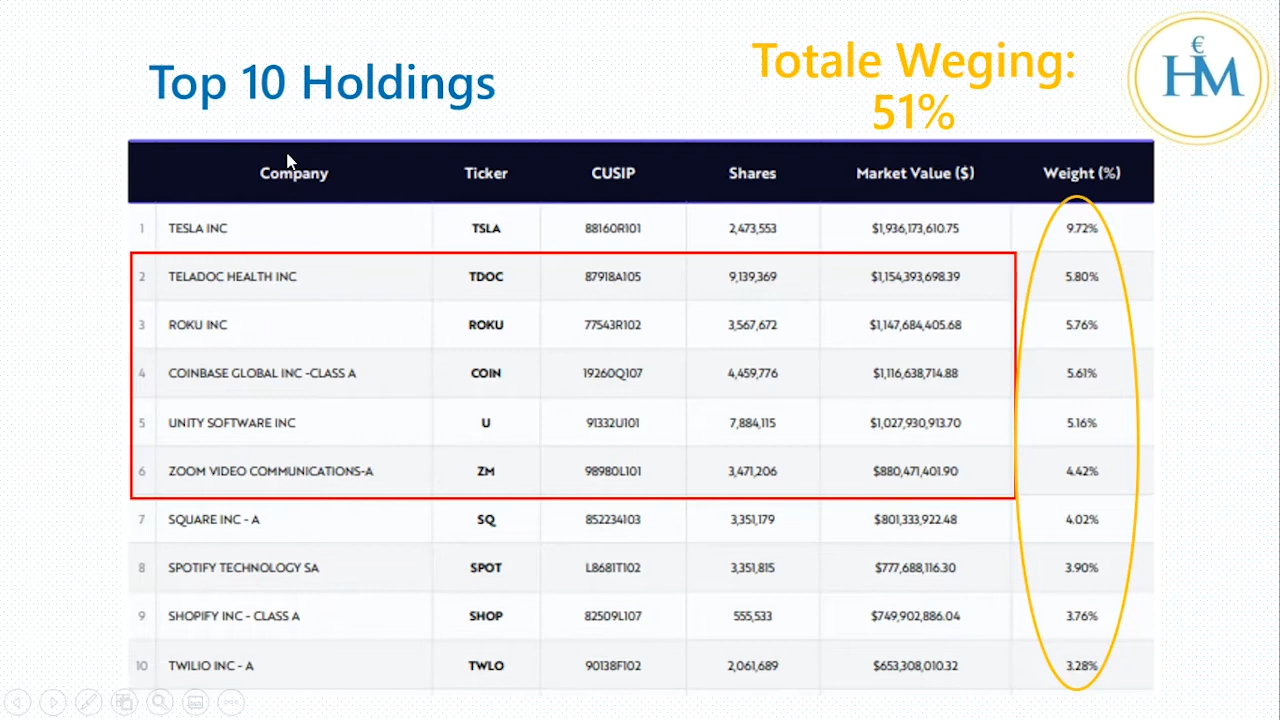 Top 10 Holdings
Totale Weging:
51%
€
HM
Company Ticker CUSIP Shares Market Value ($) Weight (%)
1 TESLA INC TSLA 88160R101 2,473,553 $1,936,173,610.75 9.72%
2 TELADOC HEALTH INC TDOC 87918A105 9,139,369 $1,154,393,698.39 5.80%
3 ROKU INC ROKU 77543R102 3,567,672 $1,147,684,405.68 5.76%
4 COINBASE GLOBAL INC -CLASS A COIN 19260Q107 4,459,776 $1,116,638,714.88 5.61%
5 UNITY SOFTWARE INC U 91332U101 7,884,115 $1,027,930,913.70 5.16%
6 ZOOM VIDEO COMMUNICATIONS-A ZM 98980L101 3,471,206 $880,471,401.90 4.42%
7 SQUARE INC - A SQ 852234103 3,351,179 $801,333,922.48 4.02%
8 SPOTIFY TECHNOLOGY SA SPOT L8681T102 3,351,815 $777,688,116.30 3.90%
9 SHOPIFY INC - CLASS A SHOP 82509L107 555,533 $749,902,886.04 3.76%
10 TWILIO INC - A TWLO 90138F102 2,061,689 $653,308,010.32 3.28%